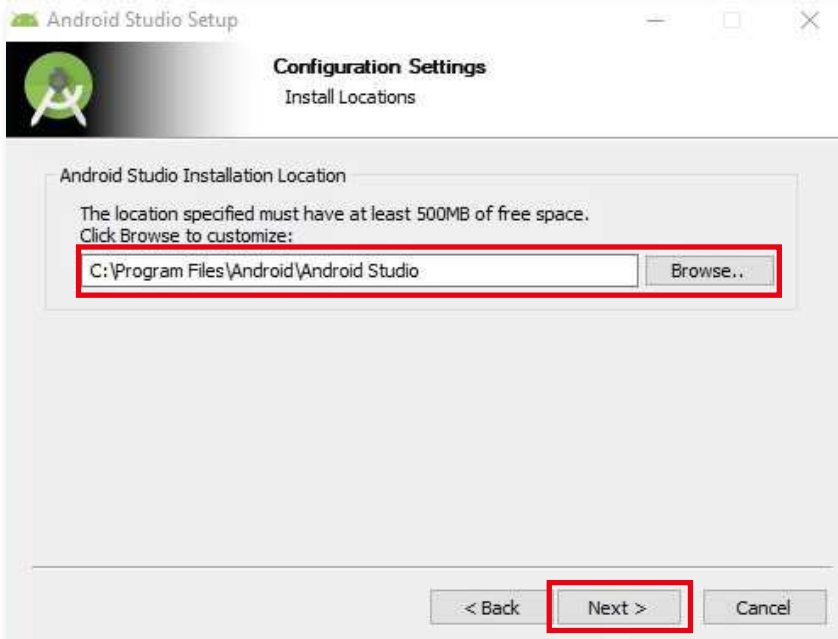 Android Studio Setup
Configuration Settings
Install Locations
Android Studio Installation Location
The location specified must have at least 500MB of free space.
Click Browse to customize:
C:\Program Files\Android\Android Studio
Browse..
< Back
Next >
Cancel